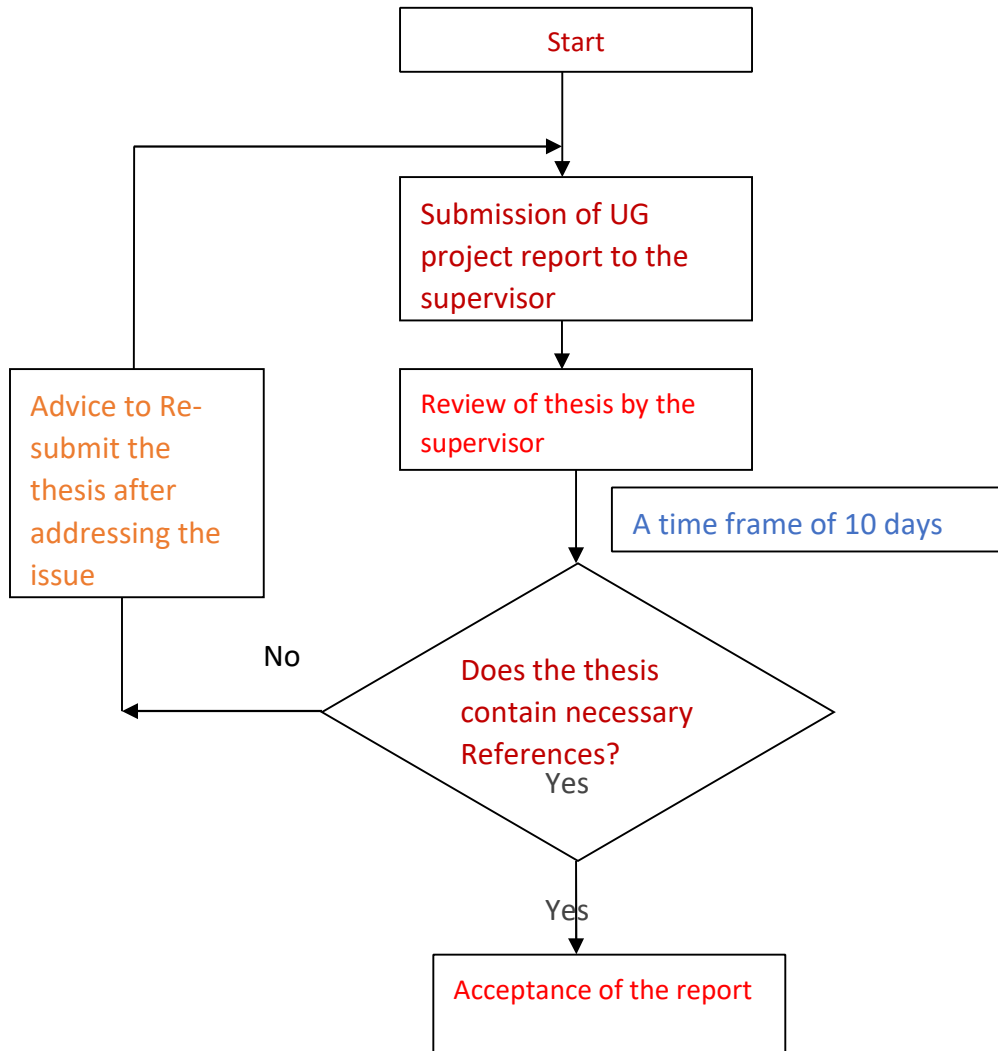 Start
Submission of UG
project report to the
supervisor
Advice to Re-
submit the
thesis after
addressing the
issue
Review of thesis by the
supervisor
A time frame of 10 days
No
Does the thesis
contain necessary
References?
Yes
Yes
Acceptance of the report